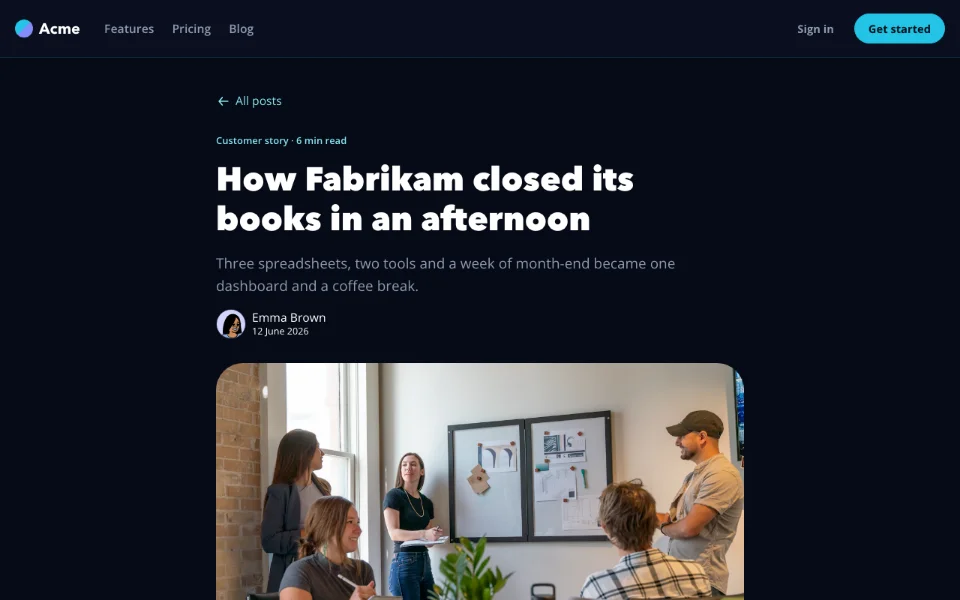 Acme
Features
Pricing
Blog
Sign in
Get started
← All posts
Customer story · 6 min read
How Fabrikam closed its
books in an afternoon
Three spreadsheets, two tools and a week of month-end became one
dashboard and a coffee break.
Emma Brown
12 June 2026